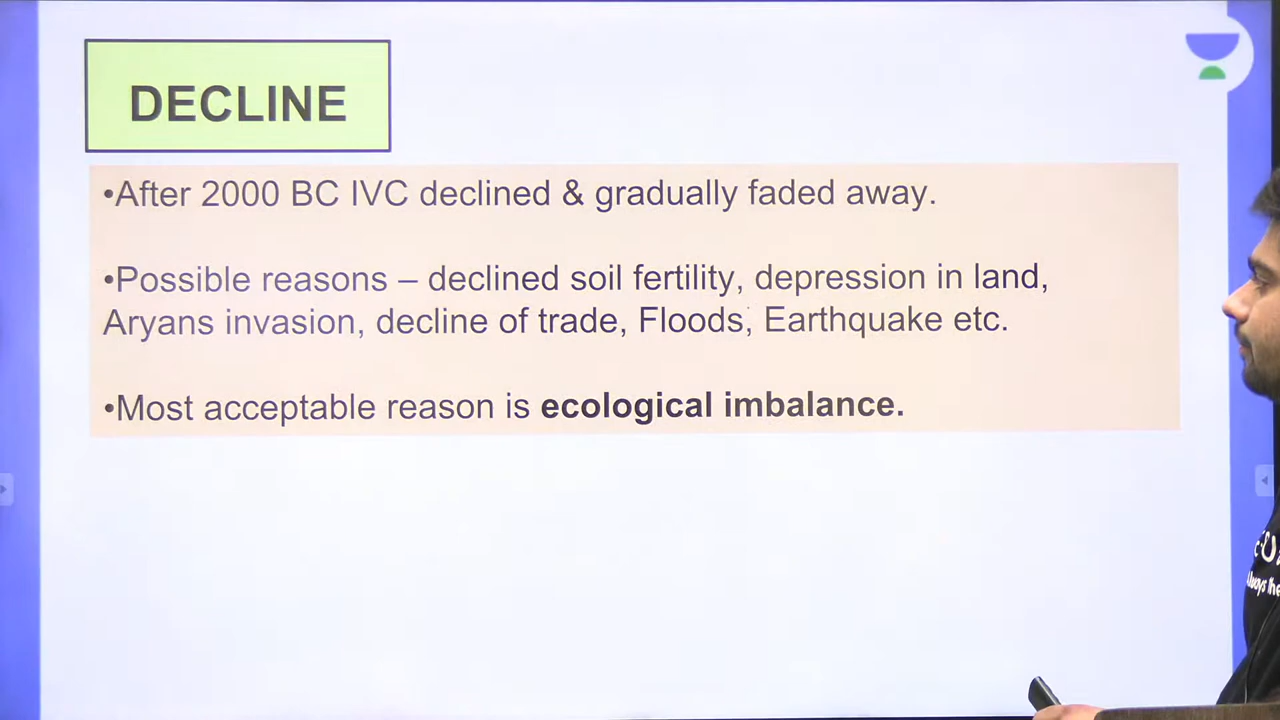 DECLINE
•After 2000 BC IVC declined & gradually faded away.
•Possible reasons – declined soil fertility, depression in land,
Aryans invasion, decline of trade, Floods, Earthquake etc.
•Most acceptable reason is ecological imbalance.